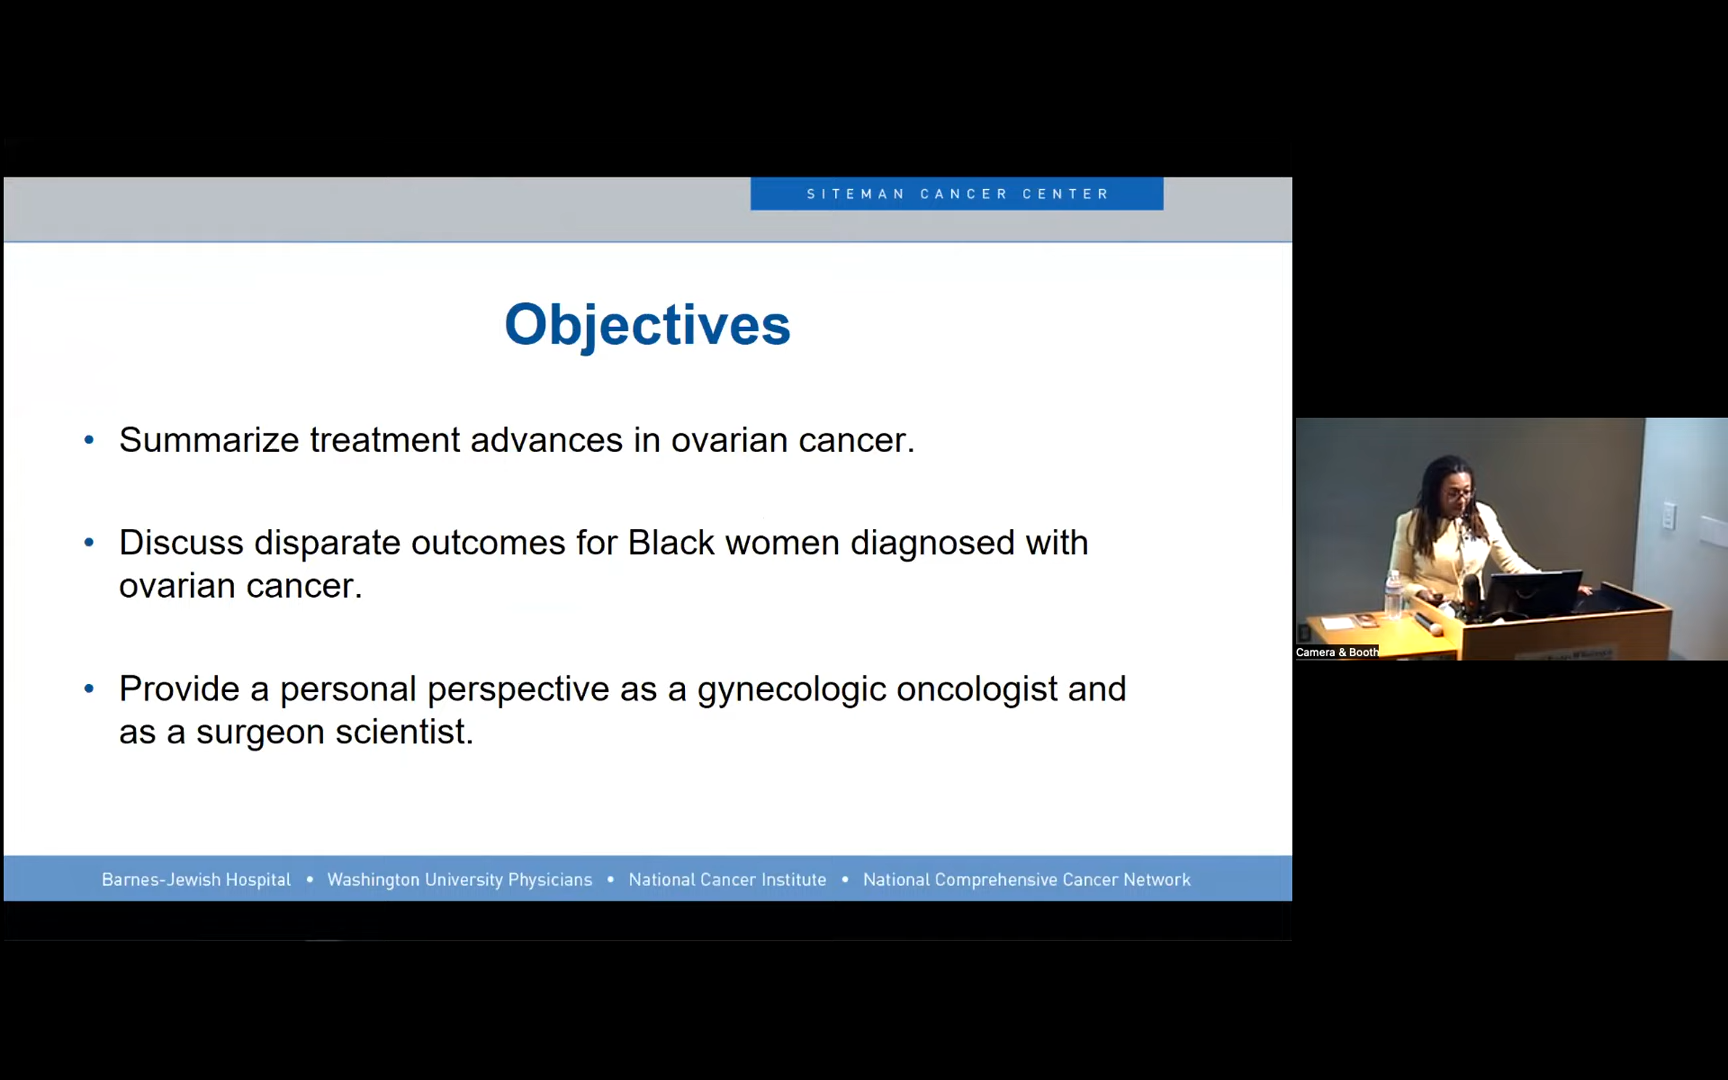 SITEMAN CANCER CENTER
Objectives
• Summarize treatment advances in ovarian cancer.
• Discuss disparate outcomes for Black women diagnosed with
ovarian cancer.
• Provide a personal perspective as a gynecologic oncologist and
as a surgeon scientist.
Barnes-Jewish Hospital • Washington University Physicians • National Cancer Institute • National Comprehensive Cancer Network
Camera & Booth